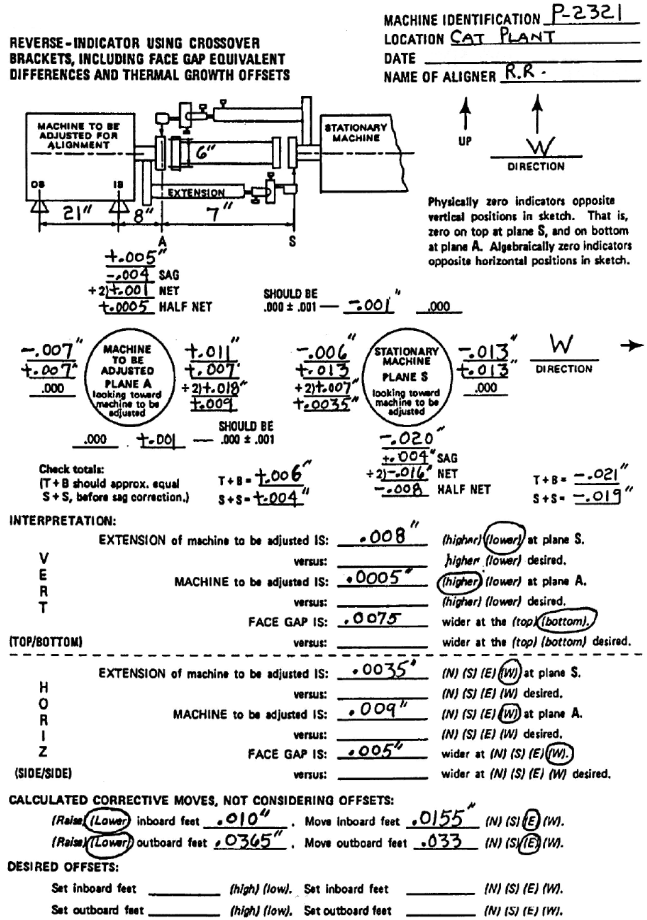 MACHINE IDENTIFICATION P-2321
LOCATION CAT PLANT
DATE
NAME OF ALIGNER R.R.
REVERSE-INDICATOR USING CROSSOVER
BRACKETS, INCLUDING FACE GAP EQUIVALENT
DIFFERENCES AND THERMAL GROWTH OFFSETS
MACHINE TO BE
ADJUSTED FOR
ALIGNMENT
STATIONARY
MACHINE
6"
EXTENSION
OB IB
21" 8" 7"
A S
UP
W
DIRECTION
Physically zero indicators opposite
vertical positions in sketch. That is,
zero on top at plane S, and on bottom
at plane A. Algebraically zero indicators
opposite horizontal positions in sketch.
+.005"
-.004 SAG
÷2)+.001 NET
+.0005 HALF NET
SHOULD BE
.000 ± .001 — -.001" .000
-.007"
+.007"
.000
MACHINE
TO BE
ADJUSTED
PLANE A
looking toward
machine to be
adjusted
+.011"
+.007"
÷2)+.018"
+.009
-.006"
+.013
÷2)+.007"
+.0035"
STATIONARY
MACHINE
PLANE S
looking toward
machine to be
adjusted
-.013"
+.013
.000
W
DIRECTION
.000 +.001 — SHOULD BE
.000 ± .001
-.020"
+.004" SAG
÷2)-.016" NET
-.008 HALF NET
Check totals:
(T + B should approx. equal
S + S, before sag correction.)
T + B = +.006"
S + S = +.004"
T + B = -.021"
S + S = -.019"
INTERPRETATION:
VERT
EXTENSION of machine to be adjusted IS: .008" (higher) (lower) at plane S.
versus: higher (lower) desired.
MACHINE to be adjusted IS: .0005" (higher) (lower) at plane A.
versus: (higher) (lower) desired.
FACE GAP IS: .0075 wider at the (top) (bottom).
(TOP/BOTTOM) versus: wider at the (top) (bottom) desired.
HORIZ
EXTENSION of machine to be adjusted IS: .0035" (N) (S) (E) (W) at plane S.
versus: (N) (S) (E) (W) desired.
MACHINE to be adjusted IS: .009" (N) (S) (E) (W) at plane A.
versus: (N) (S) (E) (W) desired.
FACE GAP IS: .005" wider at (N) (S) (E) (W).
(SIDE/SIDE) versus: wider at (N) (S) (E) (W) desired.
CALCULATED CORRECTIVE MOVES, NOT CONSIDERING OFFSETS:
(Raise) (Lower) inboard feet .010" . Move inboard feet .0155" (N) (S) (E) (W).
(Raise) (Lower) outboard feet .0365" . Move outboard feet .033 (N) (S) (E) (W).
DESIRED OFFSETS:
Set inboard feet (high) (low). Set inboard feet (N) (S) (E) (W).
Set outboard feet (high) (low). Set outboard feet (N) (S) (E) (W).